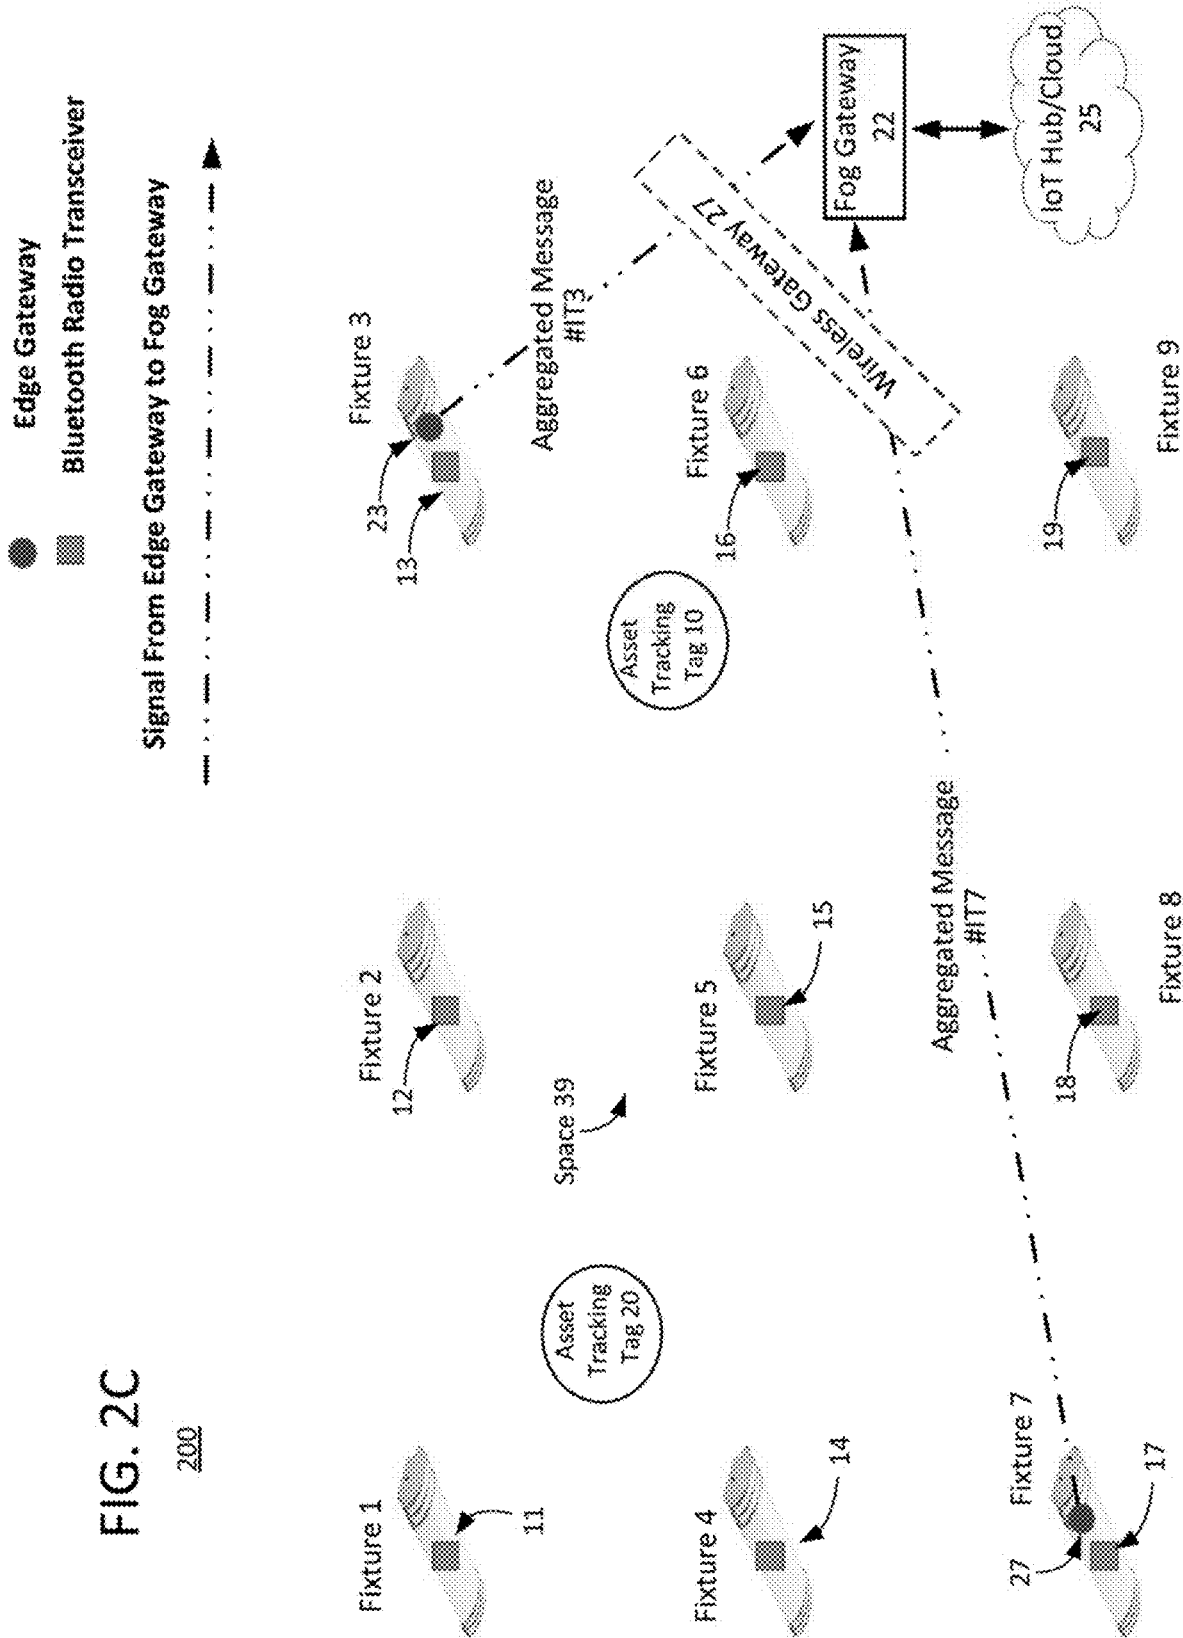 FIG. 2C
200
Edge Gateway
Bluetooth Radio Transceiver
Signal From Edge Gateway to Fog Gateway
Fixture 1
11
Fixture 2
12
Fixture 3
23
13
Aggregated Message
#IT3
Asset
Tracking
Tag 20
Space 39
Asset
Tracking
Tag 10
Fixture 4
14
Fixture 5
15
Fixture 6
16
Wireless Gateway 27
Fog Gateway
22
IoT Hub/Cloud
25
Aggregated Message
#IT7
Fixture 7
27
17
Fixture 8
18
Fixture 9
19